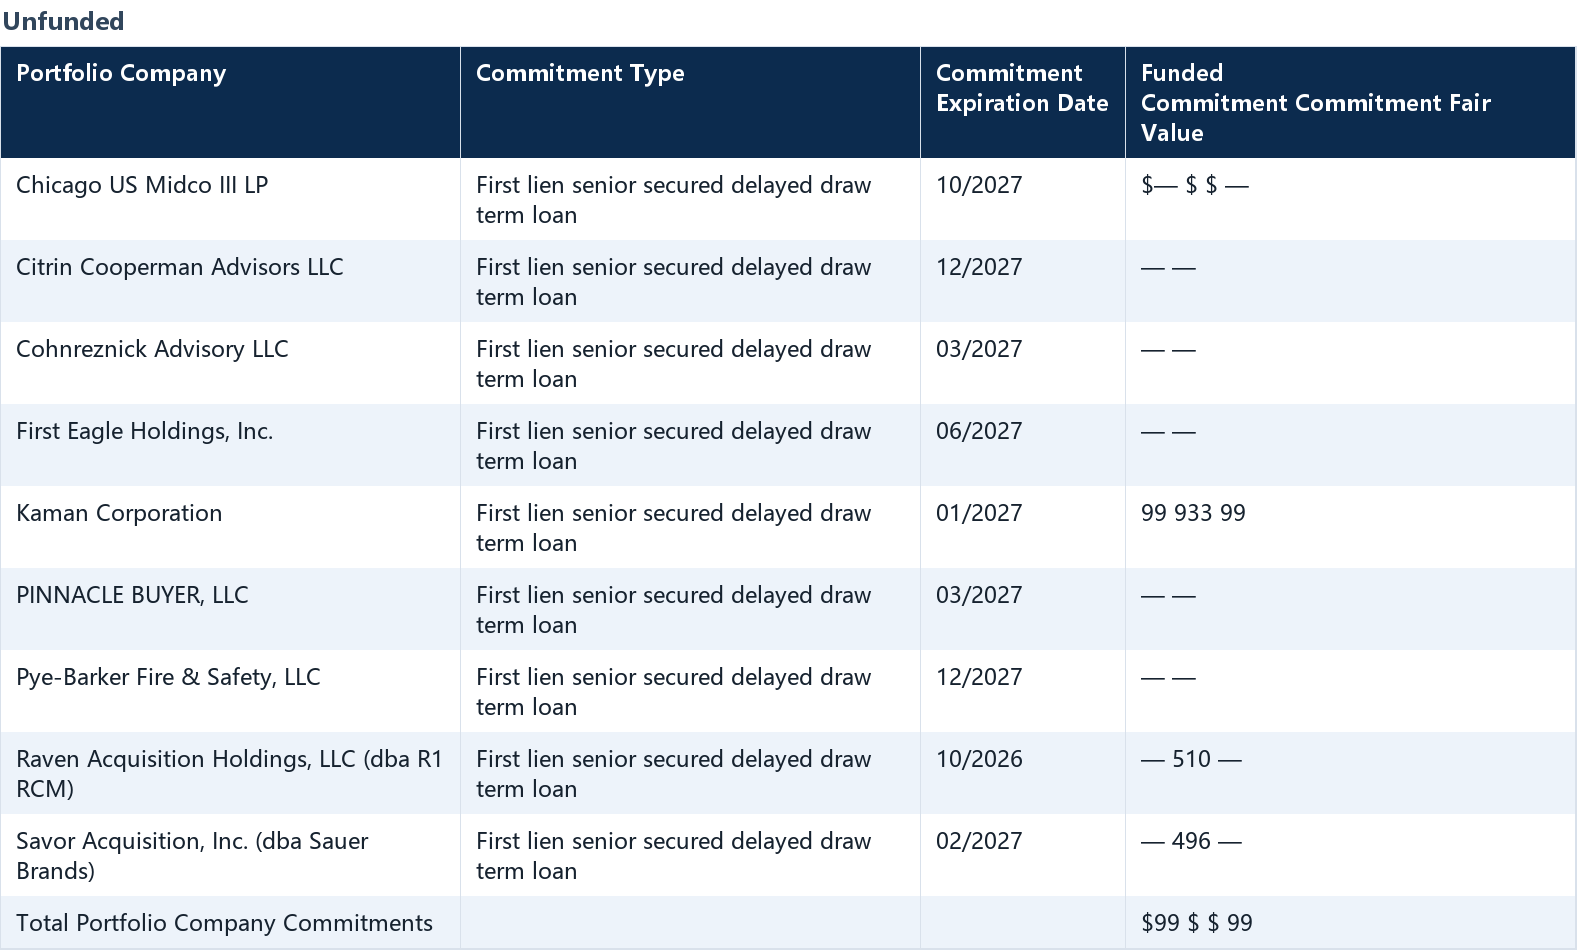 Unfunded
Portfolio Company Commitment Type Commitment Funded
Expiration Date Commitment Commitment Fair
Value
Chicago US Midco III LP First lien senior secured delayed draw 10/2027 $— $ $ —
term loan
Citrin Cooperman Advisors LLC First lien senior secured delayed draw 12/2027 — —
term loan
Cohnreznick Advisory LLC First lien senior secured delayed draw 03/2027 — —
term loan
First Eagle Holdings, Inc. First lien senior secured delayed draw 06/2027 — —
term loan
Kaman Corporation First lien senior secured delayed draw 01/2027 99 933 99
term loan
PINNACLE BUYER, LLC First lien senior secured delayed draw 03/2027 — —
term loan
Pye-Barker Fire & Safety, LLC First lien senior secured delayed draw 12/2027 — —
term loan
Raven Acquisition Holdings, LLC (dba R1 First lien senior secured delayed draw 10/2026 — 510 —
RCM) term loan
Savor Acquisition, Inc. (dba Sauer First lien senior secured delayed draw 02/2027 — 496 —
Brands) term loan
Total Portfolio Company Commitments $99 $ $ 99